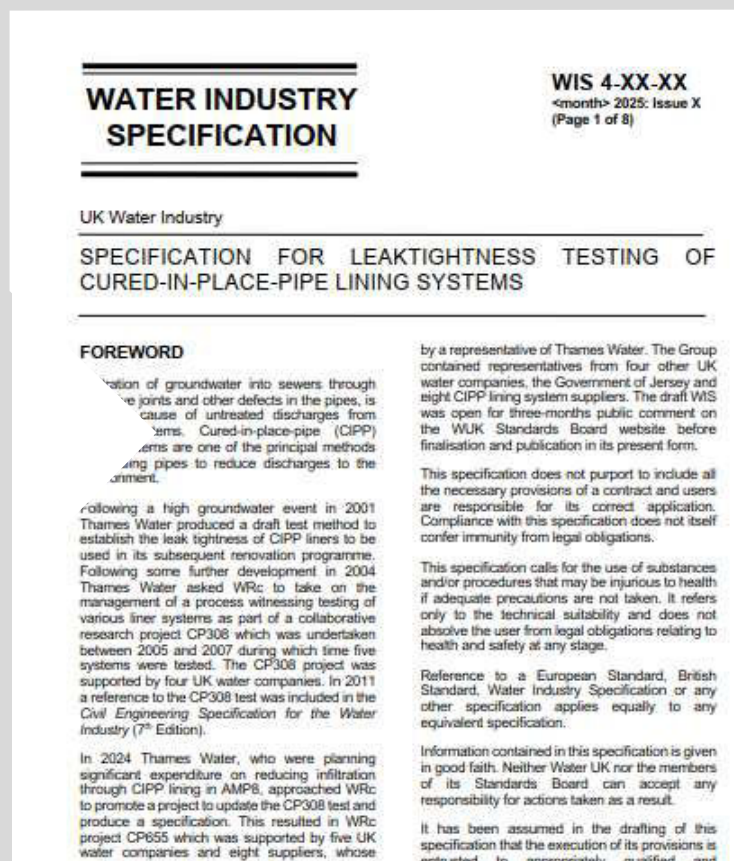 WATER INDUSTRY
SPECIFICATION
WIS 4-XX-XX
<month> 2025: Issue X
(Page 1 of 8)
UK Water Industry
SPECIFICATION FOR LEAKTIGHTNESS TESTING OF
CURED-IN-PLACE-PIPE LINING SYSTEMS
FOREWORD
of groundwater into sewers through
joints and other defects in the pipes, is
cause of untreated discharges from
Cured-in-place-pipe (CIPP)
are one of the principal methods
pipes to reduce discharges to the
Following a high groundwater event in 2001
Thames Water produced a draft test method to
establish the leak tightness of CIPP liners to be
used in its subsequent renovation programme.
Following some further development in 2004
Thames Water asked WRc to take on the
management of a process witnessing testing of
various liner systems as part of a collaborative
research project CP308 which was undertaken
between 2005 and 2007 during which time five
systems were tested. The CP308 project was
supported by four UK water companies. In 2011
a reference to the CP308 test was included in the
Civil Engineering Specification for the Water
Industry (7th Edition).
In 2024 Thames Water, who were planning
significant expenditure on reducing infiltration
through CIPP lining in AMP8, approached WRc
to promote a project to update the CP308 test and
produce a specification. This resulted in WRc
project CP655 which was supported by five UK
water companies and eight suppliers, whose
by a representative of Thames Water. The Group
contained representatives from four other UK
water companies, the Government of Jersey and
eight CIPP lining system suppliers. The draft WIS
was open for three-months public comment on
the WUK Standards Board website before
finalisation and publication in its present form.
This specification does not purport to include all
the necessary provisions of a contract and users
are responsible for its correct application.
Compliance with this specification does not itself
confer immunity from legal obligations.
This specification calls for the use of substances
and/or procedures that may be injurious to health
if adequate precautions are not taken. It refers
only to the technical suitability and does not
absolve the user from legal obligations relating to
health and safety at any stage.
Reference to a European Standard, British
Standard, Water Industry Specification or any
other specification applies equally to any
equivalent specification.
Information contained in this specification is given
in good faith. Neither Water UK nor the members
of its Standards Board can accept any
responsibility for actions taken as a result.
It has been assumed in the drafting of this
specification that the execution of its provisions is